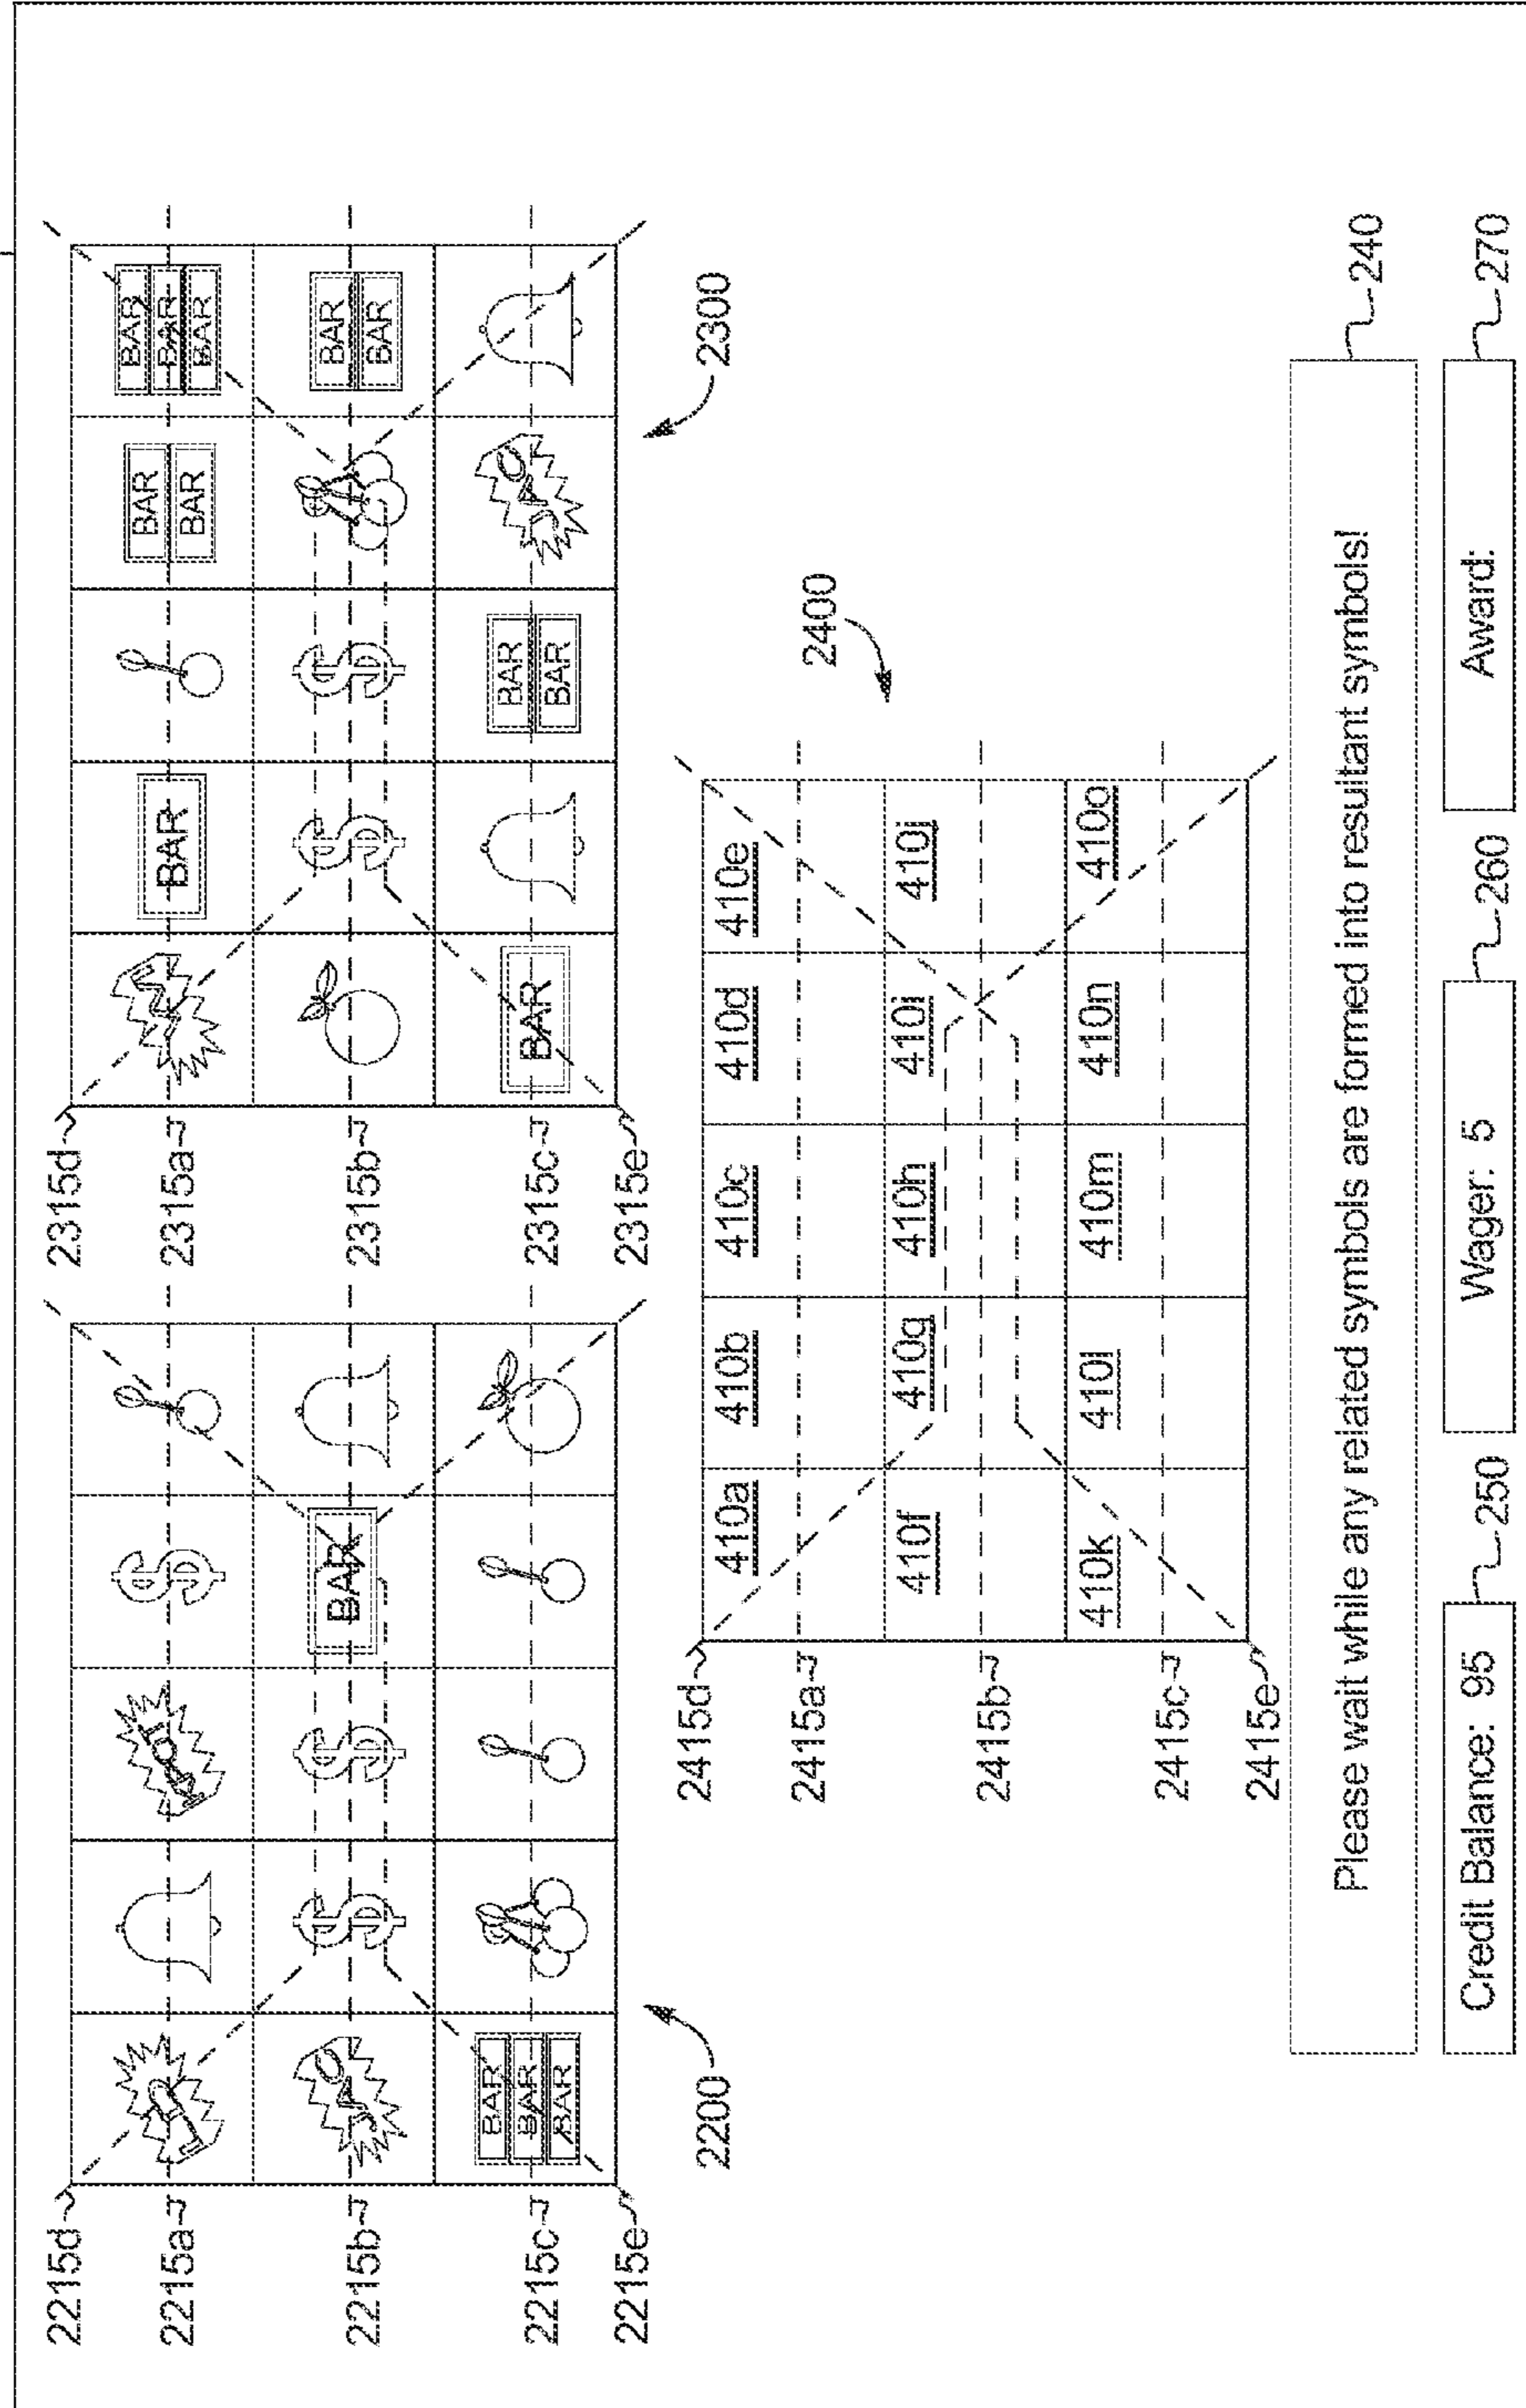 2215d
2215a
$
2215b
$
$
BAR
2215c
BAR
BAR
BAR
2215e
2200
2315d
2315a
BAR
BAR
BAR
BAR
BAR
BAR
2315b
$
$
BAR
BAR
2315c
BAR
BAR
BAR
2315e
2300
2400
2415d
410a 410b 410c 410d 410e
2415a
410f 410g 410h 410i 410j
2415b
410k 410l 410m 410n 410o
2415c
2415e
Please wait while any related symbols are formed into resultant symbols!
240
Credit Balance: 95
250
Wager: 5
260
Award:
270